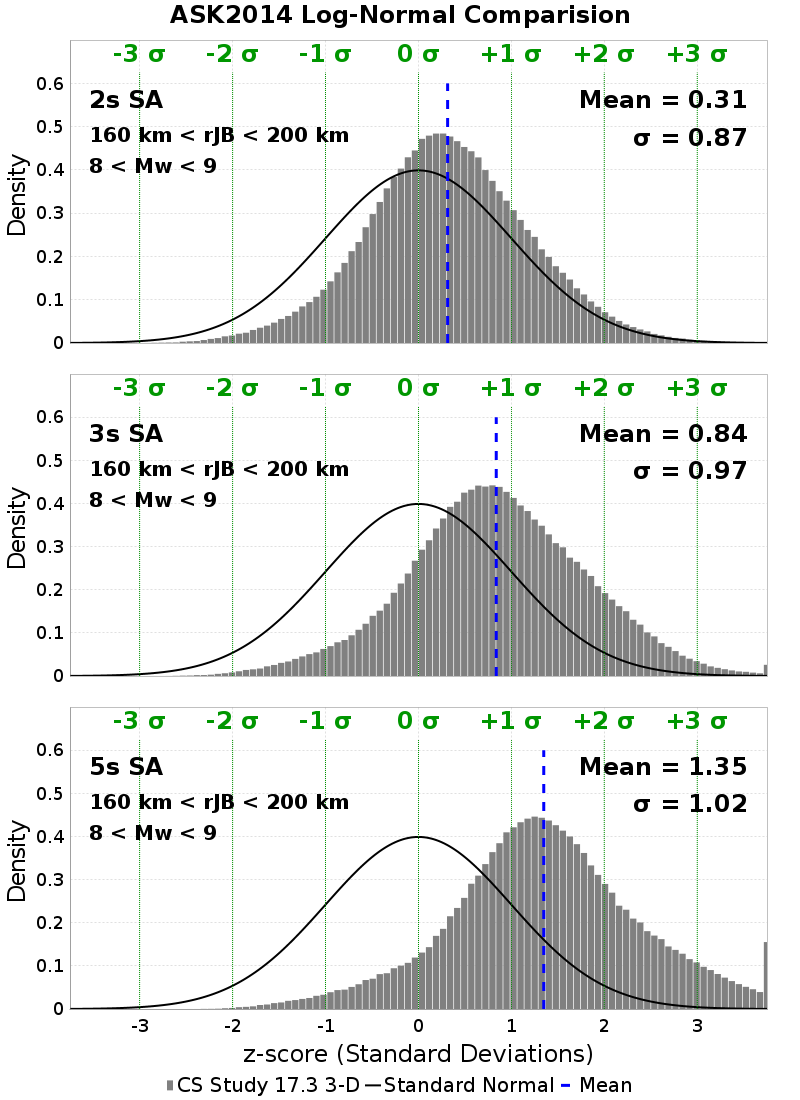 ASK2014 Log-Normal Comparision
-3 σ -2 σ -1 σ 0 σ +1 σ +2 σ +3 σ
0.6
2s SA Mean = 0.31
0.5
160 km < rJB < 200 km σ = 0.87
8 < Mw < 9
0.4
0.3
0.2
0.1
0
Density
-3 σ -2 σ -1 σ 0 σ +1 σ +2 σ +3 σ
0.6
3s SA Mean = 0.84
0.5
160 km < rJB < 200 km σ = 0.97
8 < Mw < 9
0.4
0.3
0.2
0.1
0
Density
-3 σ -2 σ -1 σ 0 σ +1 σ +2 σ +3 σ
0.6
5s SA Mean = 1.35
0.5
160 km < rJB < 200 km σ = 1.02
8 < Mw < 9
0.4
0.3
0.2
0.1
0
Density
-3 -2 -1 0 1 2 3
z-score (Standard Deviations)
CS Study 17.3 3-D Standard Normal Mean